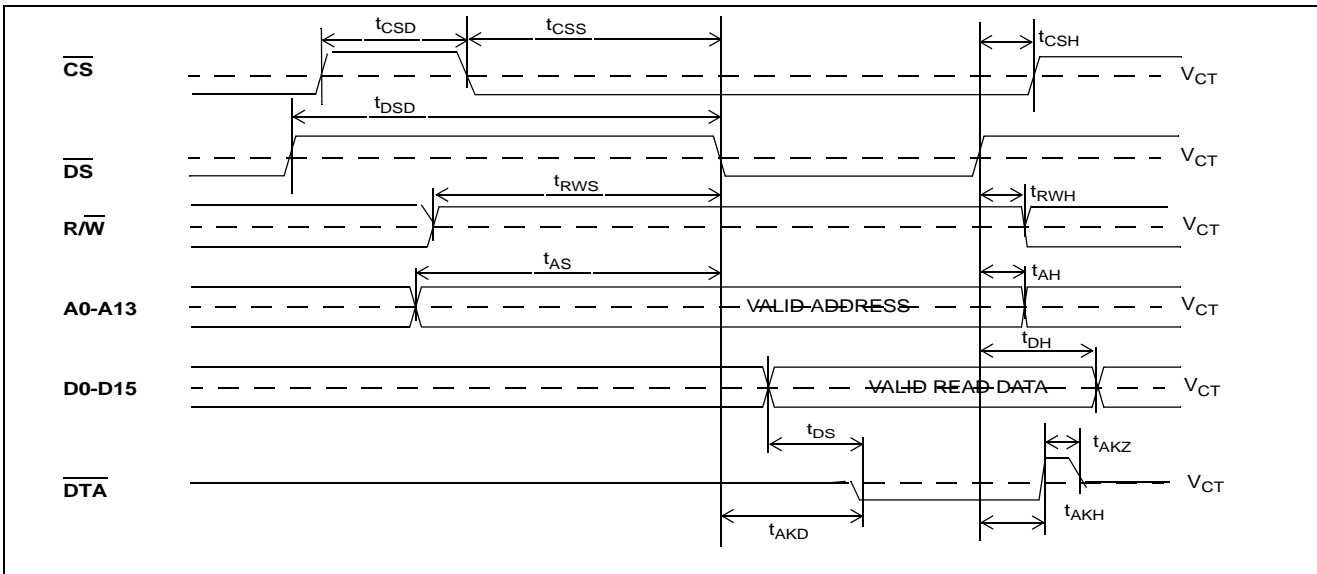 tCSD tCSS tCSH
CS VCT
tDSD
DS VCT
tRWS tRWH
R/W VCT
tAS tAH
A0-A13 VALID ADDRESS VCT
tDH
D0-D15 VALID READ DATA VCT
tDS tAKZ
DTA VCT
tAKD tAKH